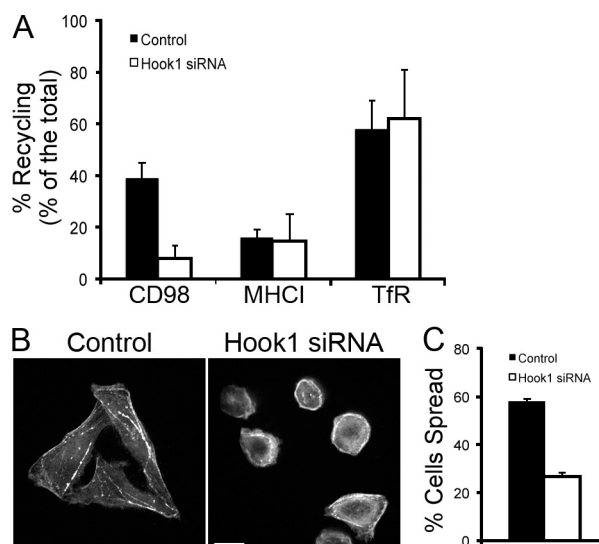 A
100
80
60
40
20
0
% Recycling
(% of the total)
Control
Hook1 siRNA
CD98 MHCI TfR
B
Control
Hook1 siRNA
C
80
60
40
20
0
% Cells Spread
Control
Hook1 siRNA